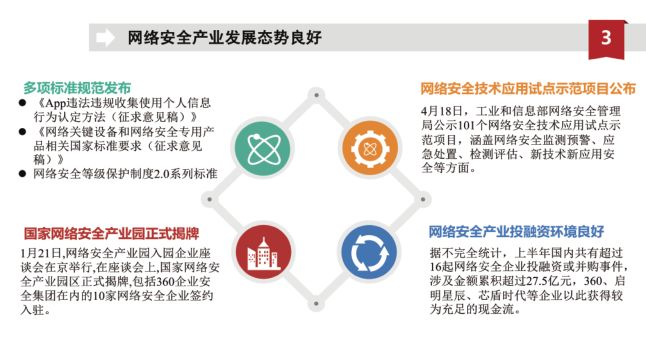 网络安全产业发展态势良好
3
多项标准规范发布
● 《App违法违规收集使用个人信息
行为认定方法（征求意见稿）》
● 《网络关键设备和网络安全专用产
品相关国家标准要求（征求意见
稿）》
● 网络安全等级保护制度2.0系列标准
网络安全技术应用试点示范项目公布
4月18日，工业和信息部网络安全管理
局公示101个网络安全技术应用试点示
范项目，涵盖网络安全监测预警、应
急处置、检测评估、新技术新应用安
全等方面。
国家网络安全产业园正式揭牌
1月21日,网络安全产业园入园企业座
谈会在京举行,在座谈会上,国家网络安
全产业园区正式揭牌,包括360企业安
全集团在内的10家网络安全企业签约
入驻。
网络安全产业投融资环境良好
据不完全统计，上半年国内共有超过
16起网络安全企业投融资或并购事件，
涉及金额累积超过27.5亿元，360、启
明星辰、芯盾时代等企业以此获得较
为充足的现金流。